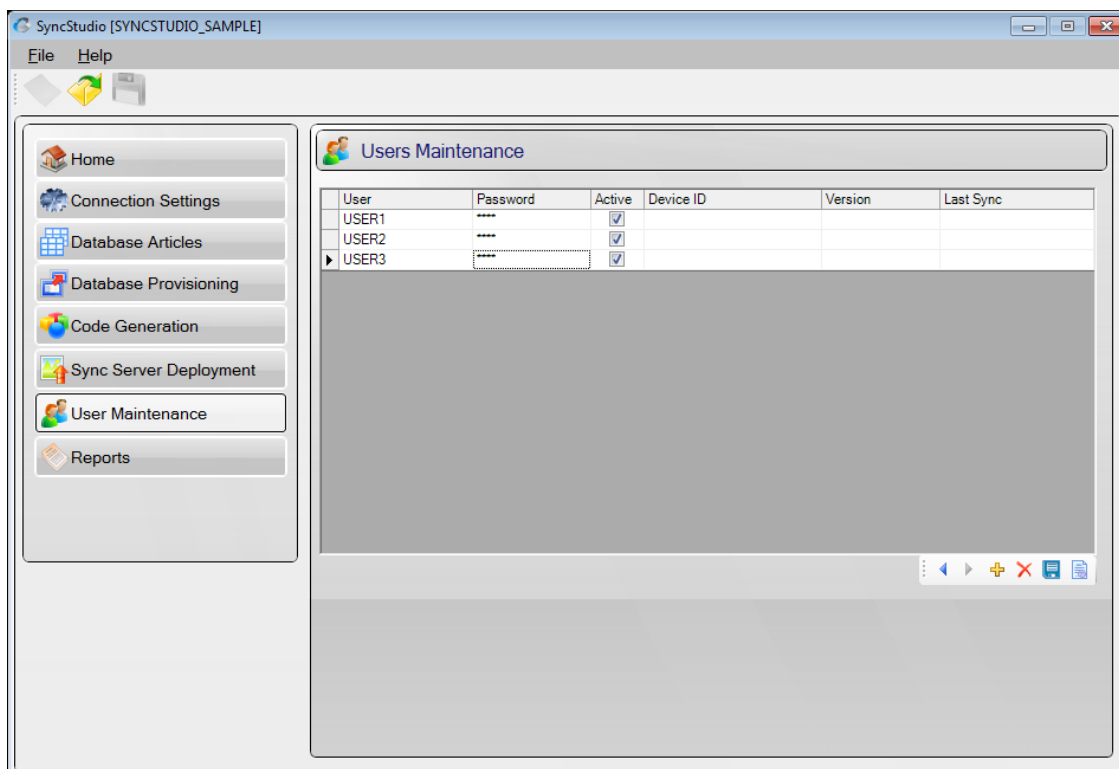 SyncStudio [SYNCSTUDIO_SAMPLE]
File Help
Home
Connection Settings
Database Articles
Database Provisioning
Code Generation
Sync Server Deployment
User Maintenance
Reports
Users Maintenance
User Password Active Device ID Version Last Sync
USER1 ****
USER2 ****
USER3 ****